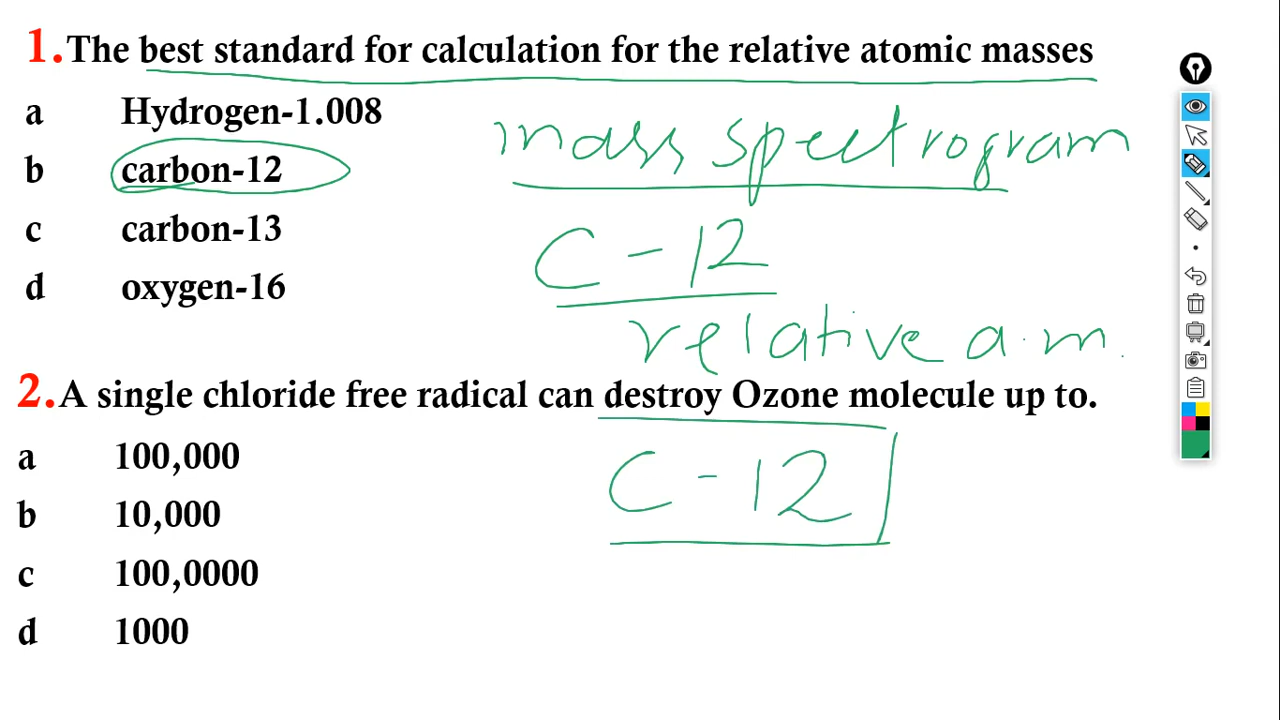 1.The best standard for calculation for the relative atomic masses
a Hydrogen-1.008
mass spectrogram
b carbon-12
c carbon-13
C - 12
d oxygen-16
relative a.m.
2.A single chloride free radical can destroy Ozone molecule up to.
a 100,000
C - 12
b 10,000
c 100,0000
d 1000